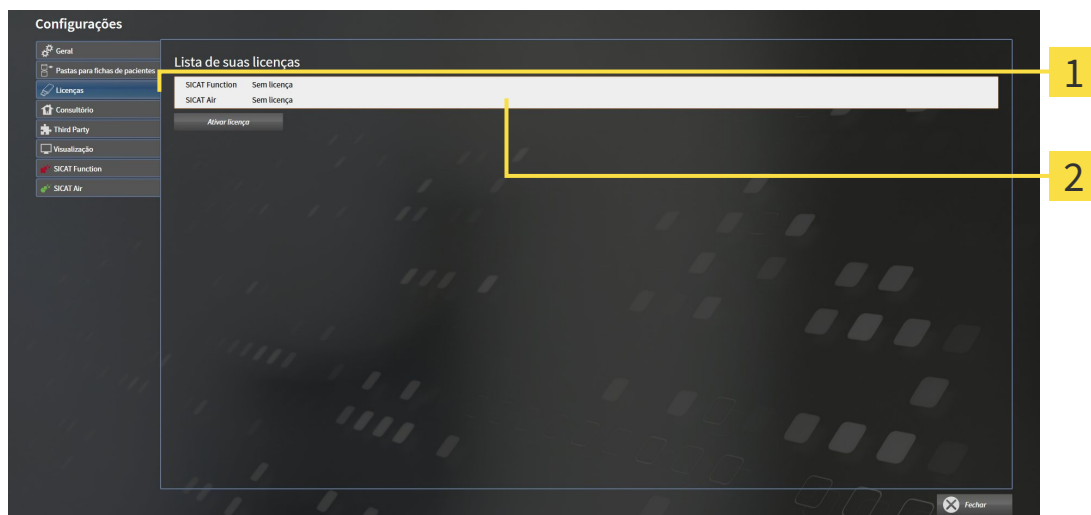 Configurações
Geral
Pastas para fichas de pacientes
Licenças
Consultório
Third Party
Visualização
SICAT Function
SICAT Air
Lista de suas licenças
SICAT Function Sem licença
SICAT Air Sem licença
Ativar licença
1
2
Fechar